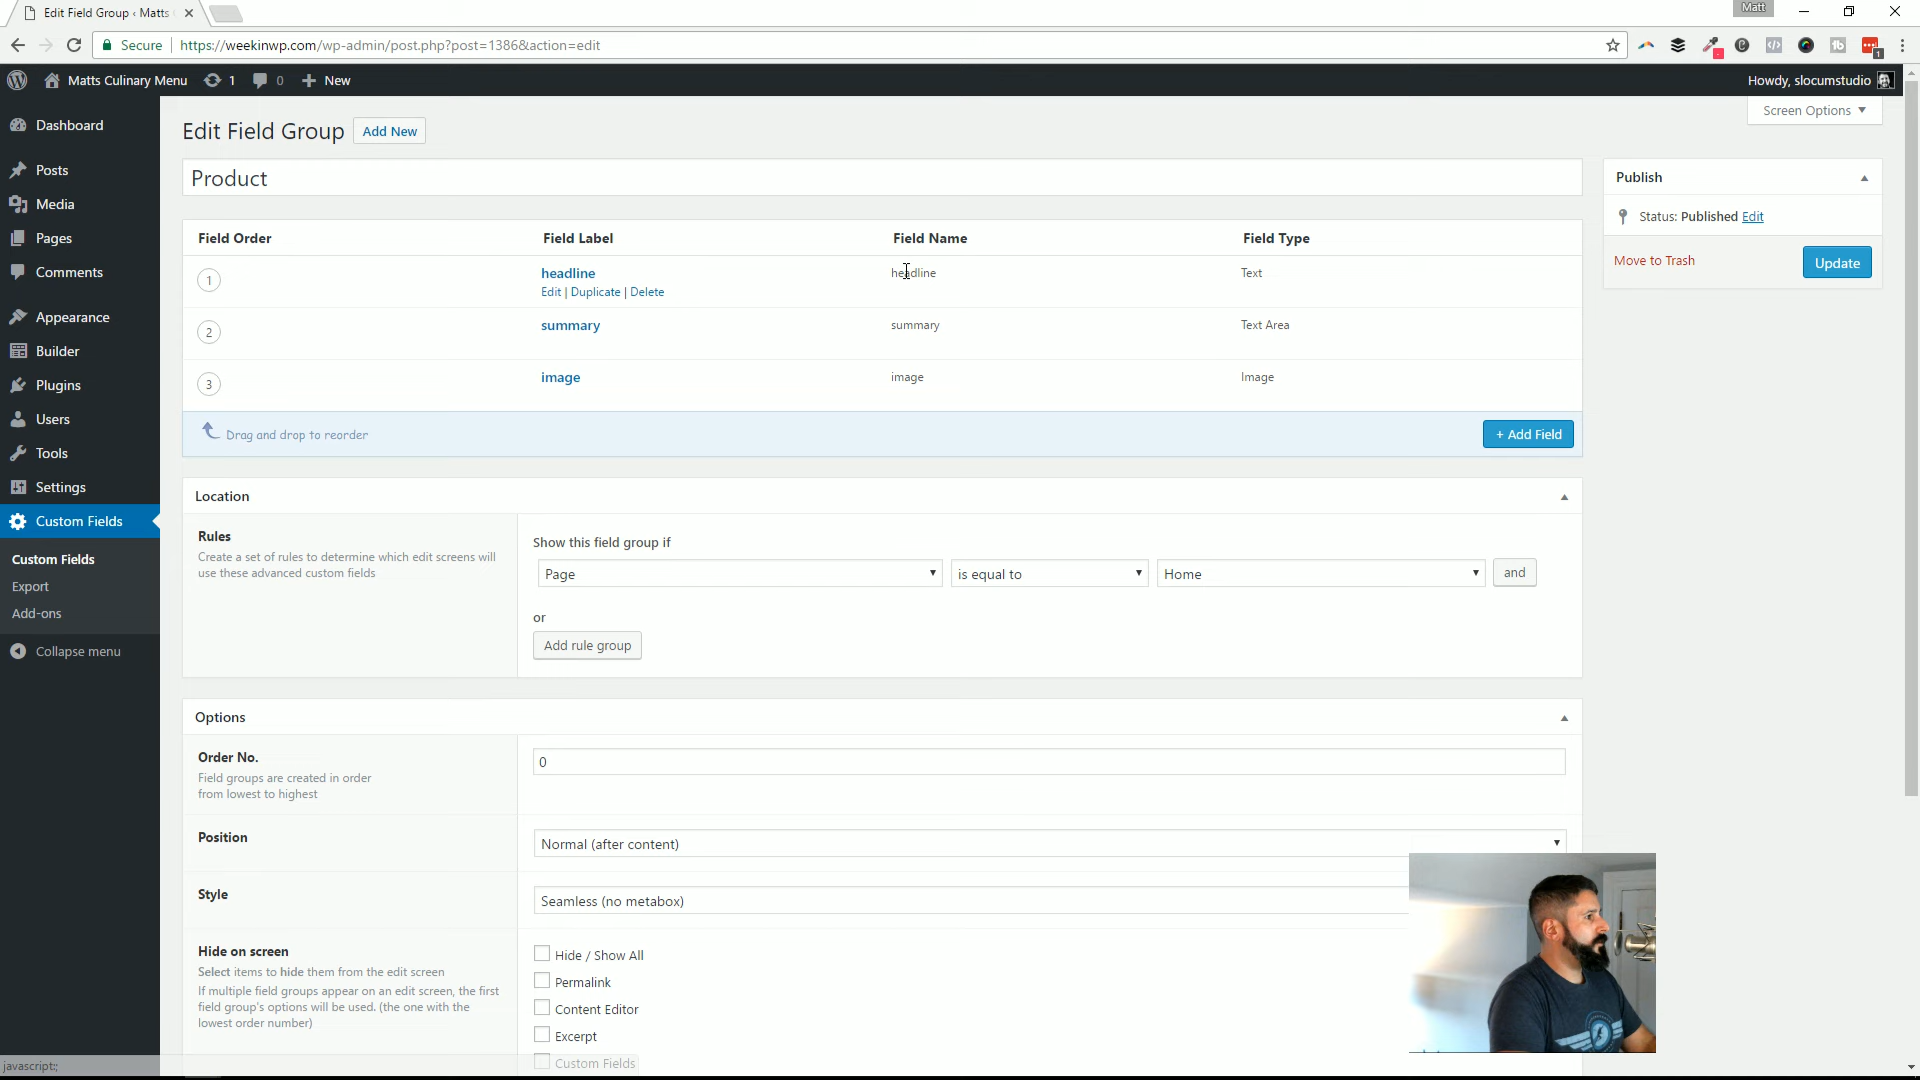 Edit Field Group ‹ Matts
Matt
Secure
https://weekinwp.com/wp-admin/post.php?post=1386&action=edit
Matts Culinary Menu
1
0
New
Howdy, slocumstudio
Screen Options
Dashboard
Posts
Media
Pages
Comments
Appearance
Builder
Plugins
Users
Tools
Settings
Custom Fields
Custom Fields
Export
Add-ons
Collapse menu
Edit Field Group
Add New
Product
Field Order
Field Label
Field Name
Field Type
1
headline
headline
Text
Edit | Duplicate | Delete
2
summary
summary
Text Area
3
image
image
Image
Drag and drop to reorder
+ Add Field
Publish
Status: Published Edit
Move to Trash
Update
Location
Rules
Create a set of rules to determine which edit screens will
use these advanced custom fields
Show this field group if
Page
is equal to
Home
and
or
Add rule group
Options
Order No.
Field groups are created in order
from lowest to highest
0
Position
Normal (after content)
Style
Seamless (no metabox)
Hide on screen
Select items to hide them from the edit screen
If multiple field groups appear on an edit screen, the first
field group's options will be used. (the one with the
lowest order number)
Hide / Show All
Permalink
Content Editor
Excerpt
Custom Fields
javascript:;